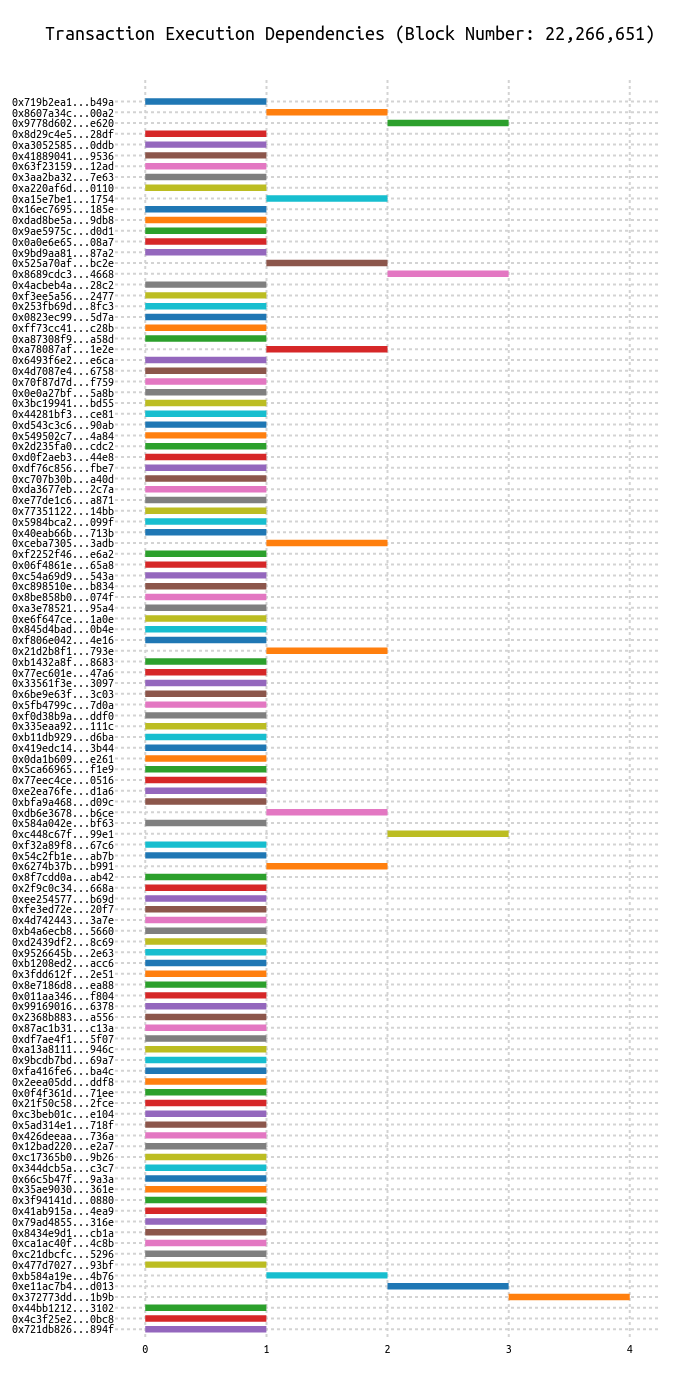 Transaction Execution Dependencies (Block Number: 22,266,651)
0x719b2ea1...b49a
0x8607a34c...00a2
0x9778d602...e620
0x8d29c4e5...28df
0xa3052585...0ddb
0x41889041...9536
0x63f23159...12ad
0x3aa2ba32...7e63
0xa220af6d...0110
0xa15e7be1...1754
0x16ec7695...185e
0xdad8be5a...9db8
0x9ae5975c...d0d1
0x0a0e6e65...08a7
0x9bd9aa81...87a2
0x525a70af...bc2e
0x8689cdc3...4668
0x4acbeb4a...28c2
0xf3ee5a56...2477
0x253fb69d...8fc3
0x0823ec99...5d7a
0xff73cc41...c28b
0xa87308f9...a58d
0xa78087af...1e2e
0x6493f6e2...e6ca
0x4d7087e4...6758
0x70f87d7d...f759
0x0e0a27bf...5a8b
0x3bc19941...bd55
0x44281bf3...ce81
0xd543c3c6...90ab
0x549502c7...4a84
0x2d235fa0...cdc2
0xd0f2aeb3...44e8
0xdf76c856...fbe7
0xc707b30b...a40d
0xda3677eb...2c7a
0xe77de1c6...a871
0x77351122...14bb
0x5984bca2...099f
0x40eab66b...713b
0xceba7305...3adb
0xf2252f46...e6a2
0x06f4861e...65a8
0xc54a69d9...543a
0xc898510e...b834
0x8be858b0...074f
0xa3e78521...95a4
0xe6f647ce...1a0e
0x845d4bad...0b4e
0xf806e042...4e16
0x21d2b8f1...793e
0xb1432a8f...8683
0x77ec601e...47a6
0x33561f3e...3097
0x6be9e63f...3c03
0x5fb4799c...7d0a
0xf0d38b9a...ddf0
0x335eaa92...111c
0xb11db929...d6ba
0x419edc14...3b44
0x0da1b609...e261
0x5ca66965...f1e9
0x77eec4ce...0516
0xe2ea76fe...d1a6
0xbfa9a468...d09c
0xdb6e3678...b6ce
0x584a042e...bf63
0xc448c67f...99e1
0xf32a89f8...67c6
0x54c2fb1e...ab7b
0x6274b37b...b991
0x8f7cdd0a...ab42
0x2f9c0c34...668a
0xee254577...b69d
0xfe3ed72e...20f7
0x4d742443...3a7e
0xb4a6ecb8...5660
0xd2439df2...8c69
0x9526645b...2e63
0xb1208ed2...acc6
0x3fdd612f...2e51
0x8e7186d8...ea88
0x011aa346...f804
0x99169016...6378
0x2368b883...a556
0x87ac1b31...c13a
0xdf7ae4f1...5f07
0xa13a8111...946c
0x9bcdb7bd...69a7
0xfa416fe6...ba4c
0x2eea05dd...ddf8
0x0f4f361d...71ee
0x21f50c58...2fce
0xc3beb01c...e104
0x5ad314e1...718f
0x426deeaa...736a
0x12bad220...e2a7
0xc17365b0...9b26
0x344dcb5a...c3c7
0x66c5b47f...9a3a
0x35ae9030...361e
0x3f94141d...0880
0x41ab915a...4ea9
0x79ad4855...316e
0x8434e9d1...cb1a
0xca1ac40f...4c8b
0xc21dbcfc...5296
0x477d7027...93bf
0xb584a19e...4b76
0xe11ac7b4...d013
0x372773dd...1b9b
0x44bb1212...3102
0x4c3f25e2...0bc8
0x721db826...894f
0 1 2 3 4